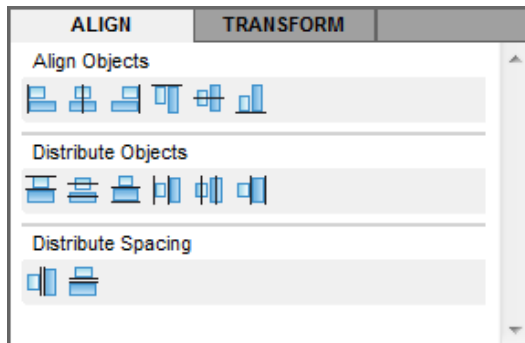 ALIGN TRANSFORM
Align Objects
Distribute Objects
Distribute Spacing